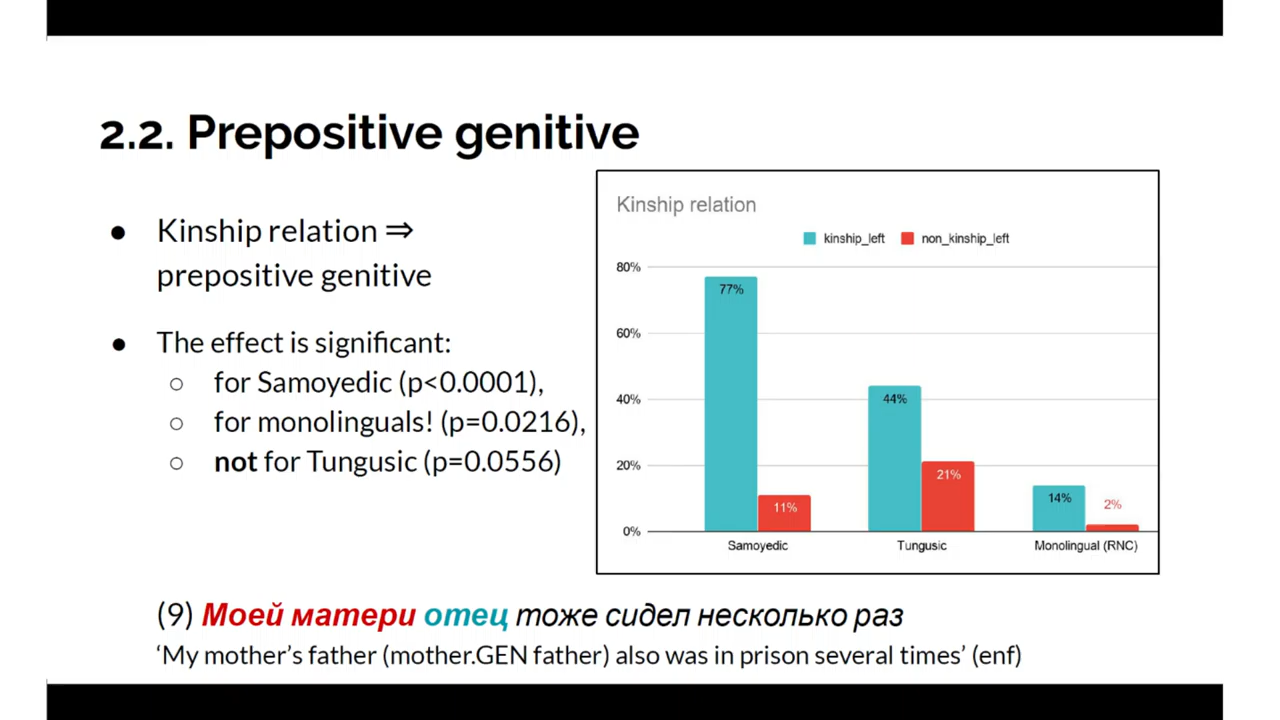 2.2. Prepositive genitive
● Kinship relation ⇒
prepositive genitive
● The effect is significant:
○ for Samoyedic (p<0.0001),
○ for monolinguals! (p=0.0216),
○ not for Tungusic (p=0.0556)
Kinship relation
kinship_left non_kinship_left
80%
60%
40%
20%
0%
77%
11%
44%
21%
14%
2%
Samoyedic Tungusic Monolingual (RNC)
(9) Моей матери отец тоже сидел несколько раз
‘My mother’s father (mother.GEN father) also was in prison several times’ (enf)